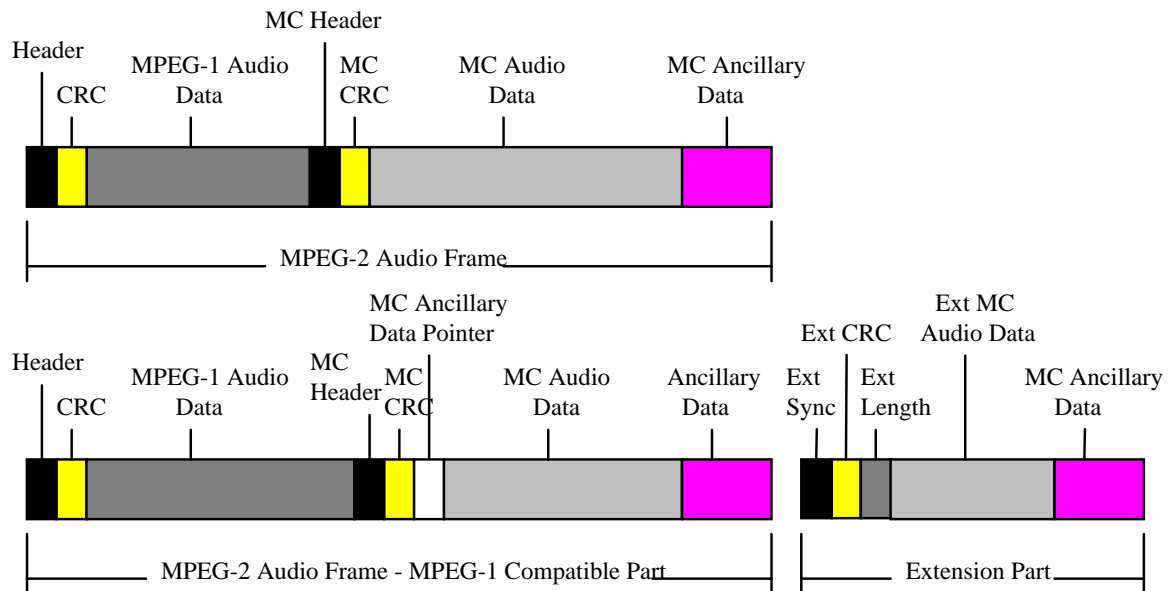 MC Header
Header
MPEG-1 Audio
Data
MC
CRC
MC Audio
Data
MC Ancillary
Data
CRC
MPEG-2 Audio Frame
MC Ancillary
Data Pointer
Ext MC
Audio Data
Ext CRC
Header
MPEG-1 Audio
Data
MC
Header
MC
CRC
MC Audio
Data
Ancillary
Data
Ext
Sync
Ext
Length
MC Ancillary
Data
CRC
MPEG-2 Audio Frame - MPEG-1 Compatible Part
Extension Part